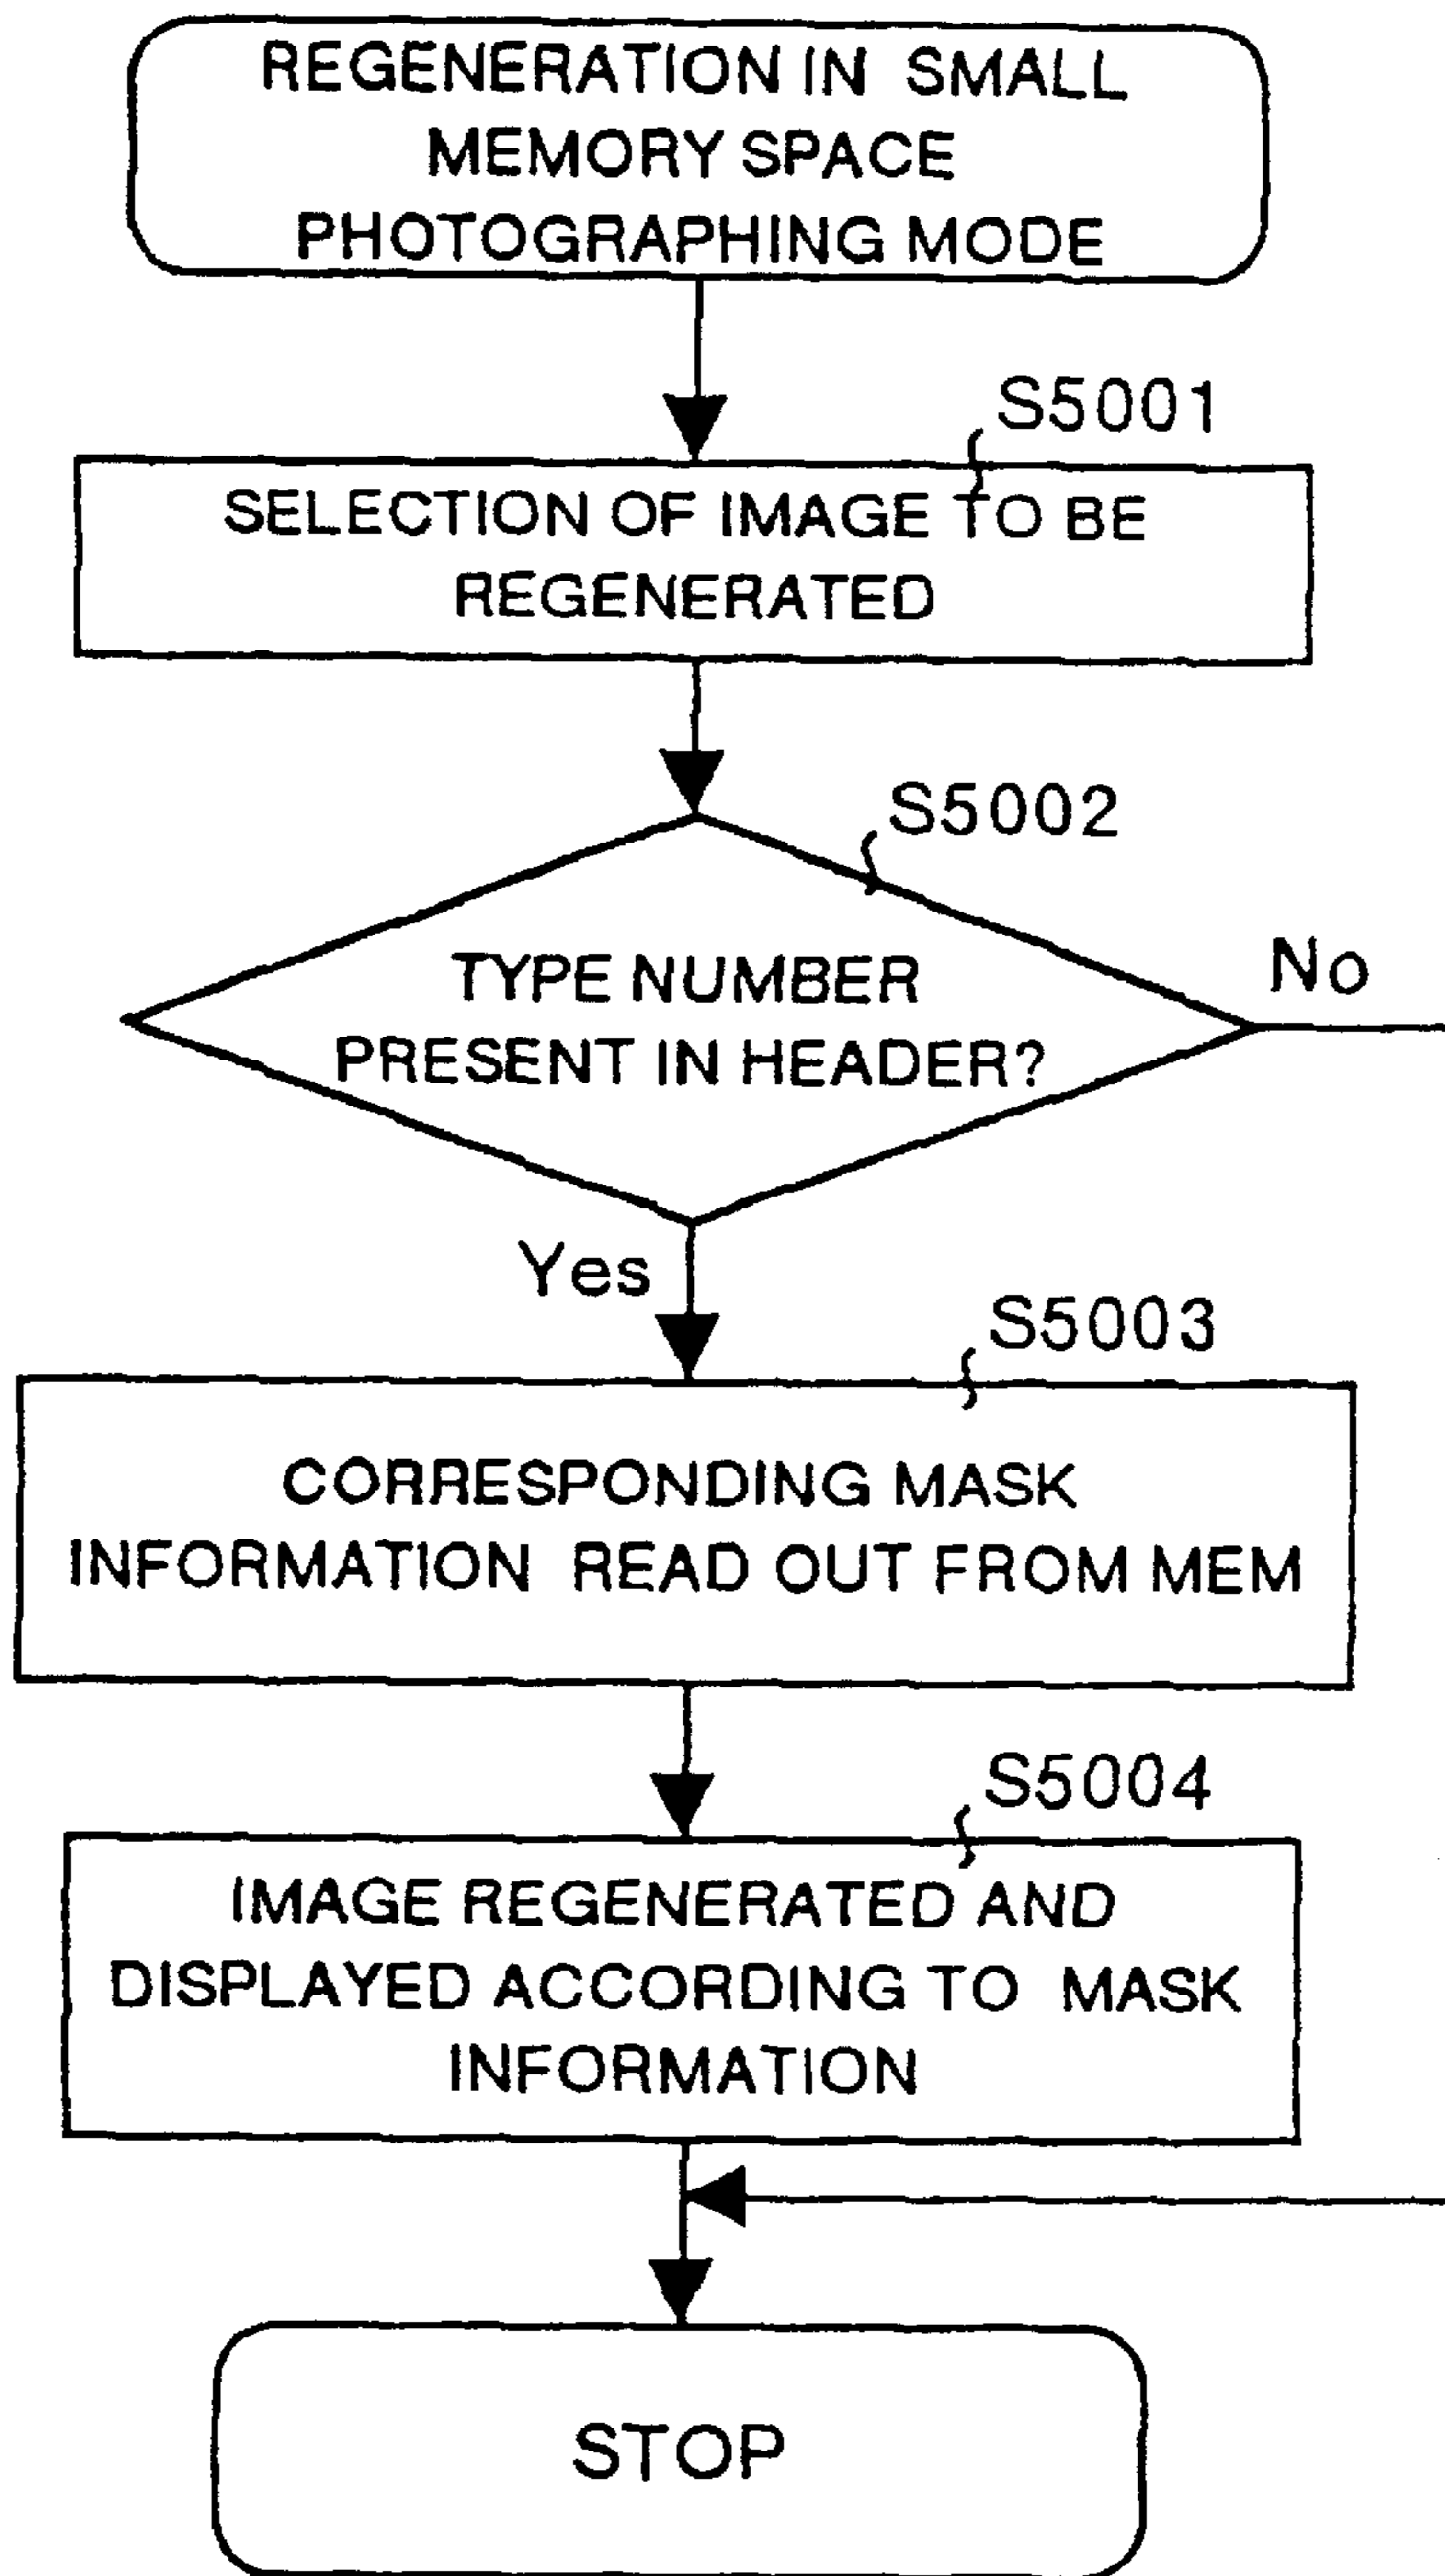 REGENERATION IN SMALL
MEMORY SPACE
PHOTOGRAPHING MODE
S5001
SELECTION OF IMAGE TO BE
REGENERATED
S5002
TYPE NUMBER
PRESENT IN HEADER?
No
Yes
S5003
CORRESPONDING MASK
INFORMATION READ OUT FROM MEM
S5004
IMAGE REGENERATED AND
DISPLAYED ACCORDING TO MASK
INFORMATION
STOP